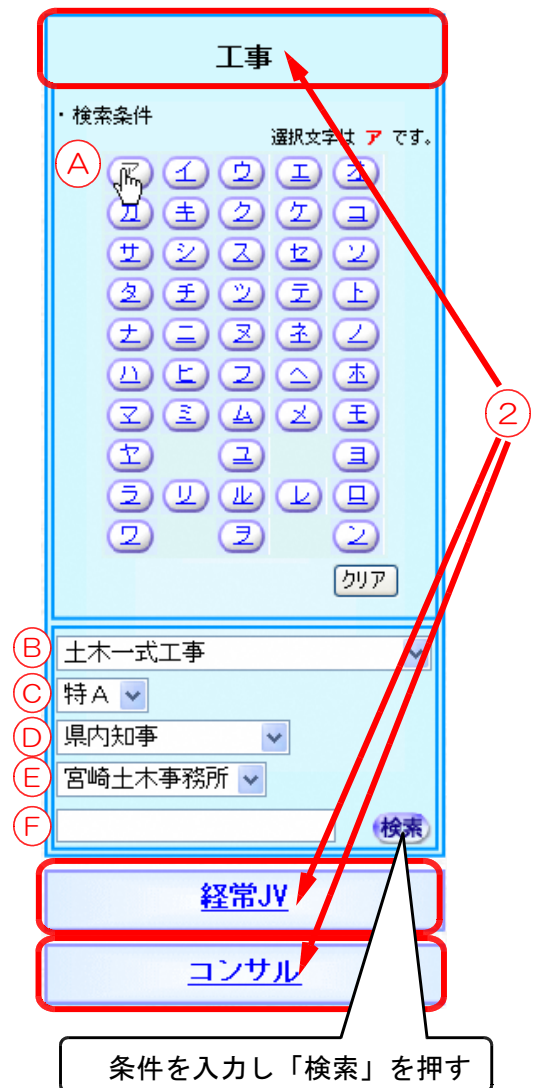 工事
・検索条件
選択文字は ア です。
A
ア イ ウ エ オ
カ キ ク ケ コ
サ シ ス セ ソ
タ チ ツ テ ト
ナ ニ ヌ ネ ノ
ハ ヒ フ ヘ ホ
マ ミ ム メ モ
ヤ ユ ヨ
ラ リ ル レ ロ
ワ ヲ ン
クリア
2
B 土木一式工事
C 特A
D 県内知事
E 宮崎土木事務所
F 検索
経常JV
コンサル
条件を入力し「検索」を押す